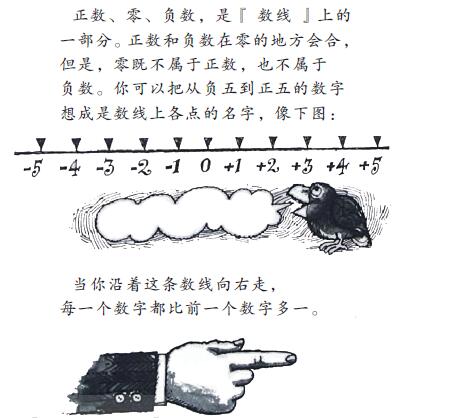 正数、零、负数，是『 数线 』上的
一部分。正数和负数在零的地方会合，
但是，零既不属于正数，也不属于
负数。你可以把从负五到正五的数字
想成是数线上各点的名字，像下图：
-5 -4 -3 -2 -1 0 +1 +2 +3 +4 +5
当你沿着这条数线向右走，
每一个数字都比前一个数字多一。